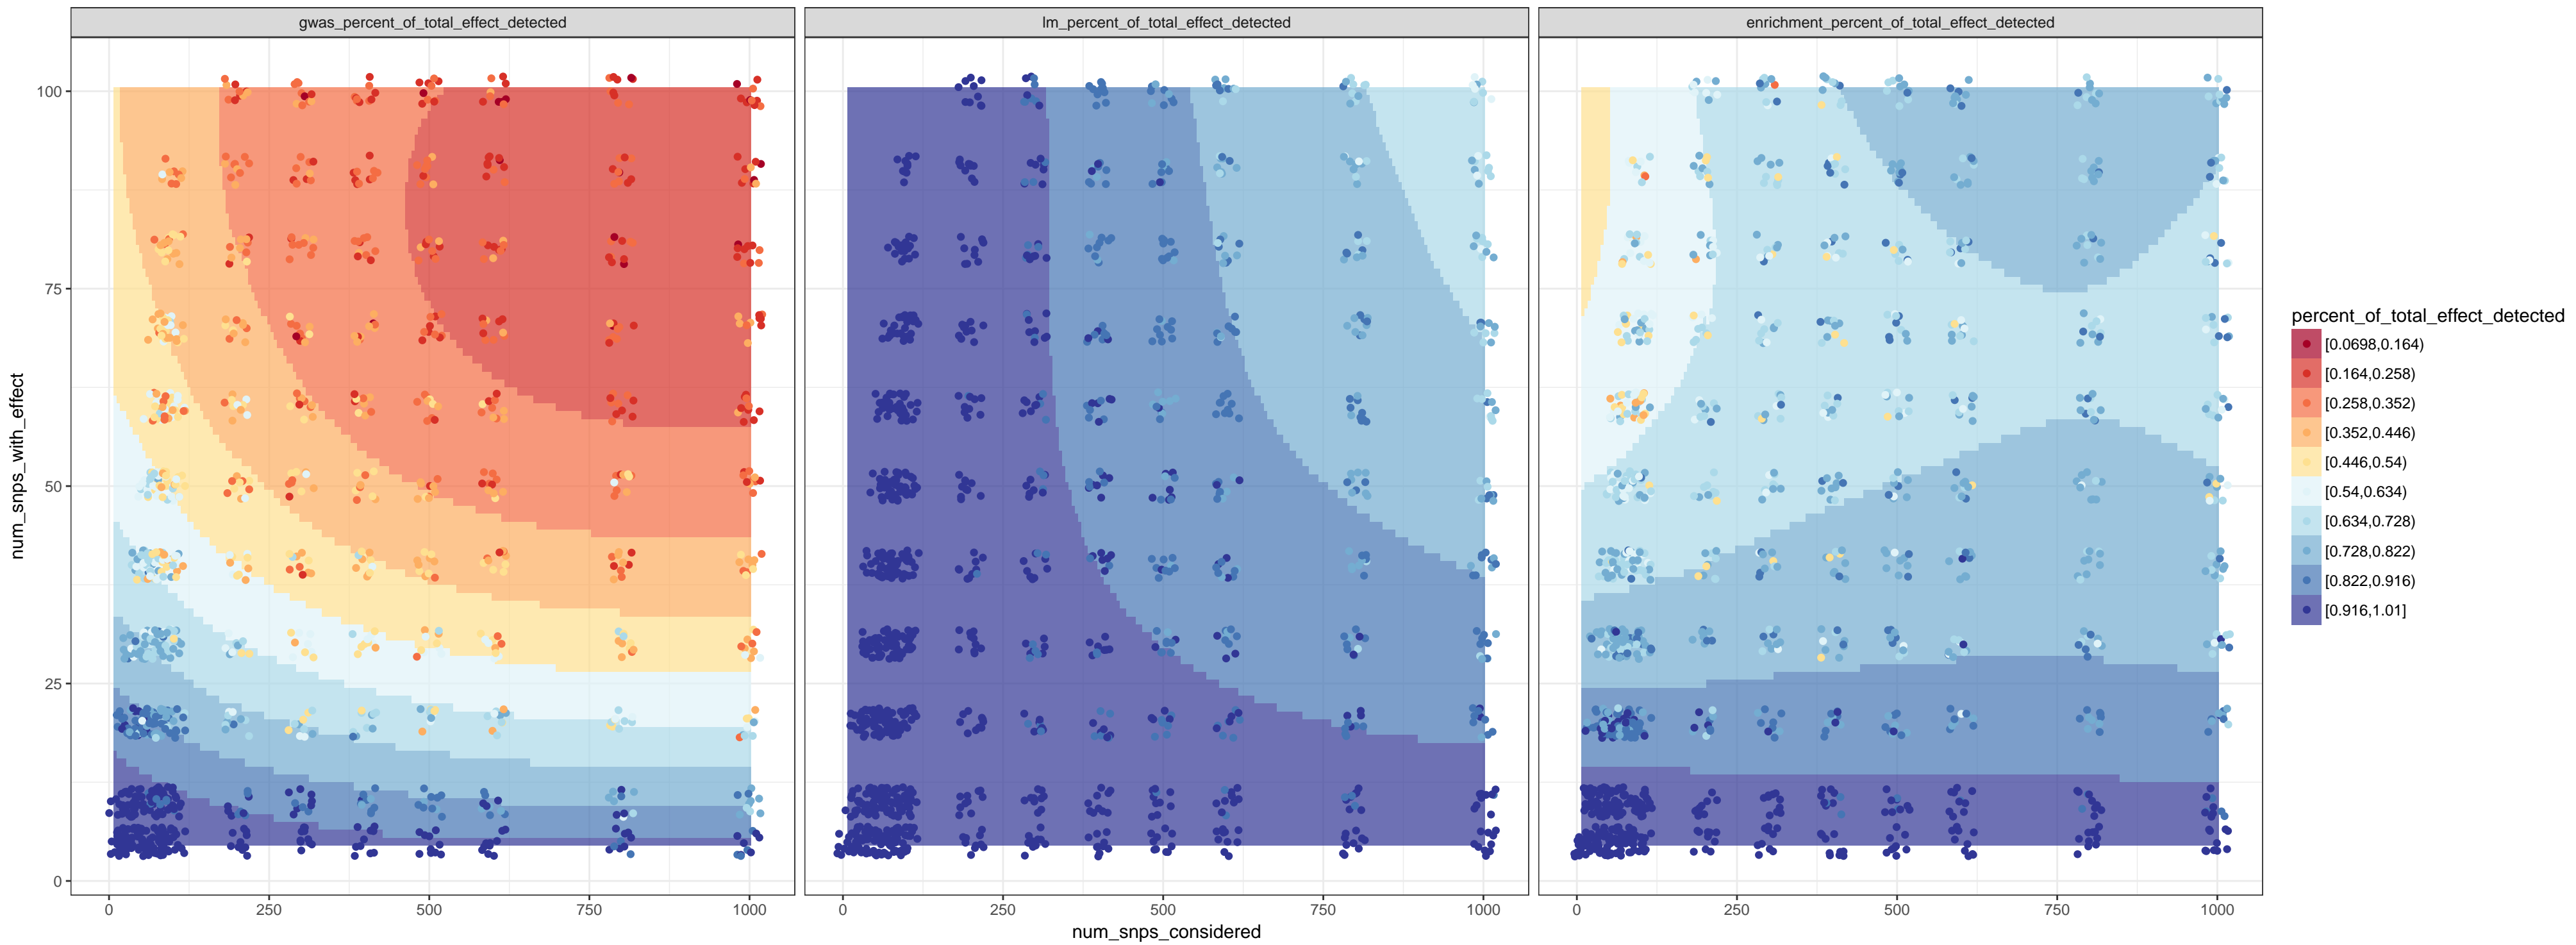 gwas_percent_of_total_effect_detected
lm_percent_of_total_effect_detected
enrichment_percent_of_total_effect_detected
num_snps_with_effect
100
75
50
25
0
0 250 500 750 1000
0 250 500 750 1000
0 250 500 750 1000
num_snps_considered
percent_of_total_effect_detected
[0.0698,0.164)
[0.164,0.258)
[0.258,0.352)
[0.352,0.446)
[0.446,0.54)
[0.54,0.634)
[0.634,0.728)
[0.728,0.822)
[0.822,0.916)
[0.916,1.01]